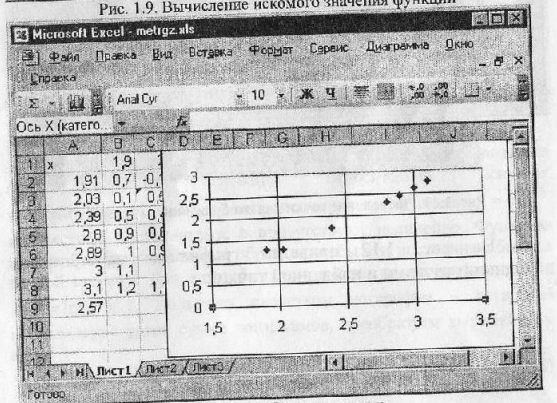 Рис. 1.9. Вычисление искомого значения функции
Microsoft Excel - metrgz.xls
Файл Правка Вид Вставка Формат Сервис Диаграмма Окно
Справка
Arial Cyr 10 Ж Ч
Ось X (катего...
A B C D E F G H I J
1 x 1,9
2 1,91 0,7 -0,
3 2,03 0,1
4 2,39 0,5
5 2,8 0,9
6 2,89 1
7 3 1,1
8 3,1 1,2 1,
9 2,57
10
11
3
2,5
2
1,5
1
0,5
0
1,5 2 2,5 3 3,5
Лист1 Лист2 Лист3
Готово